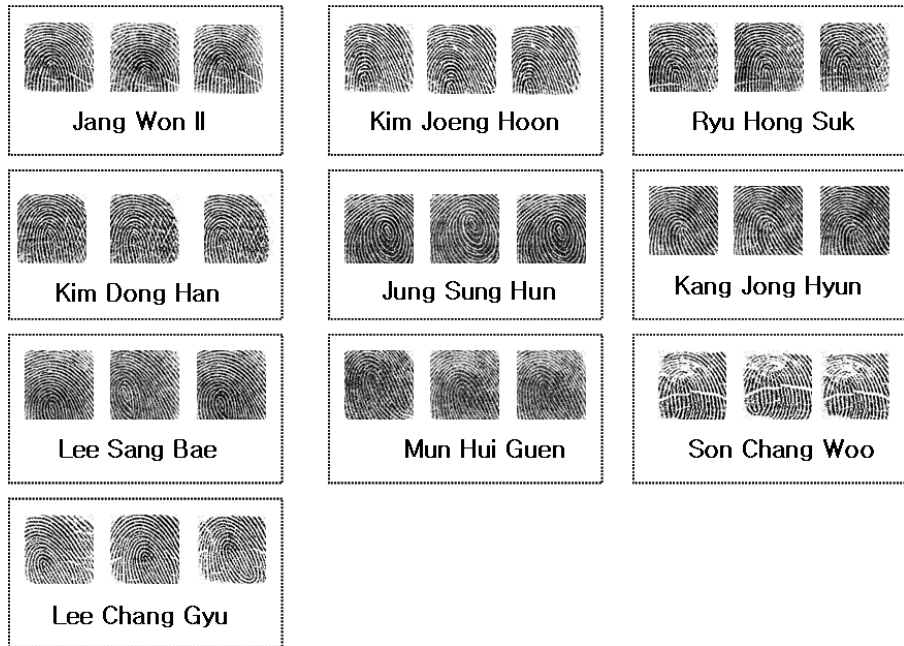 Jang Won Il
Kim Joeng Hoon
Ryu Hong Suk
Kim Dong Han
Jung Sung Hun
Kang Jong Hyun
Lee Sang Bae
Mun Hui Guen
Son Chang Woo
Lee Chang Gyu